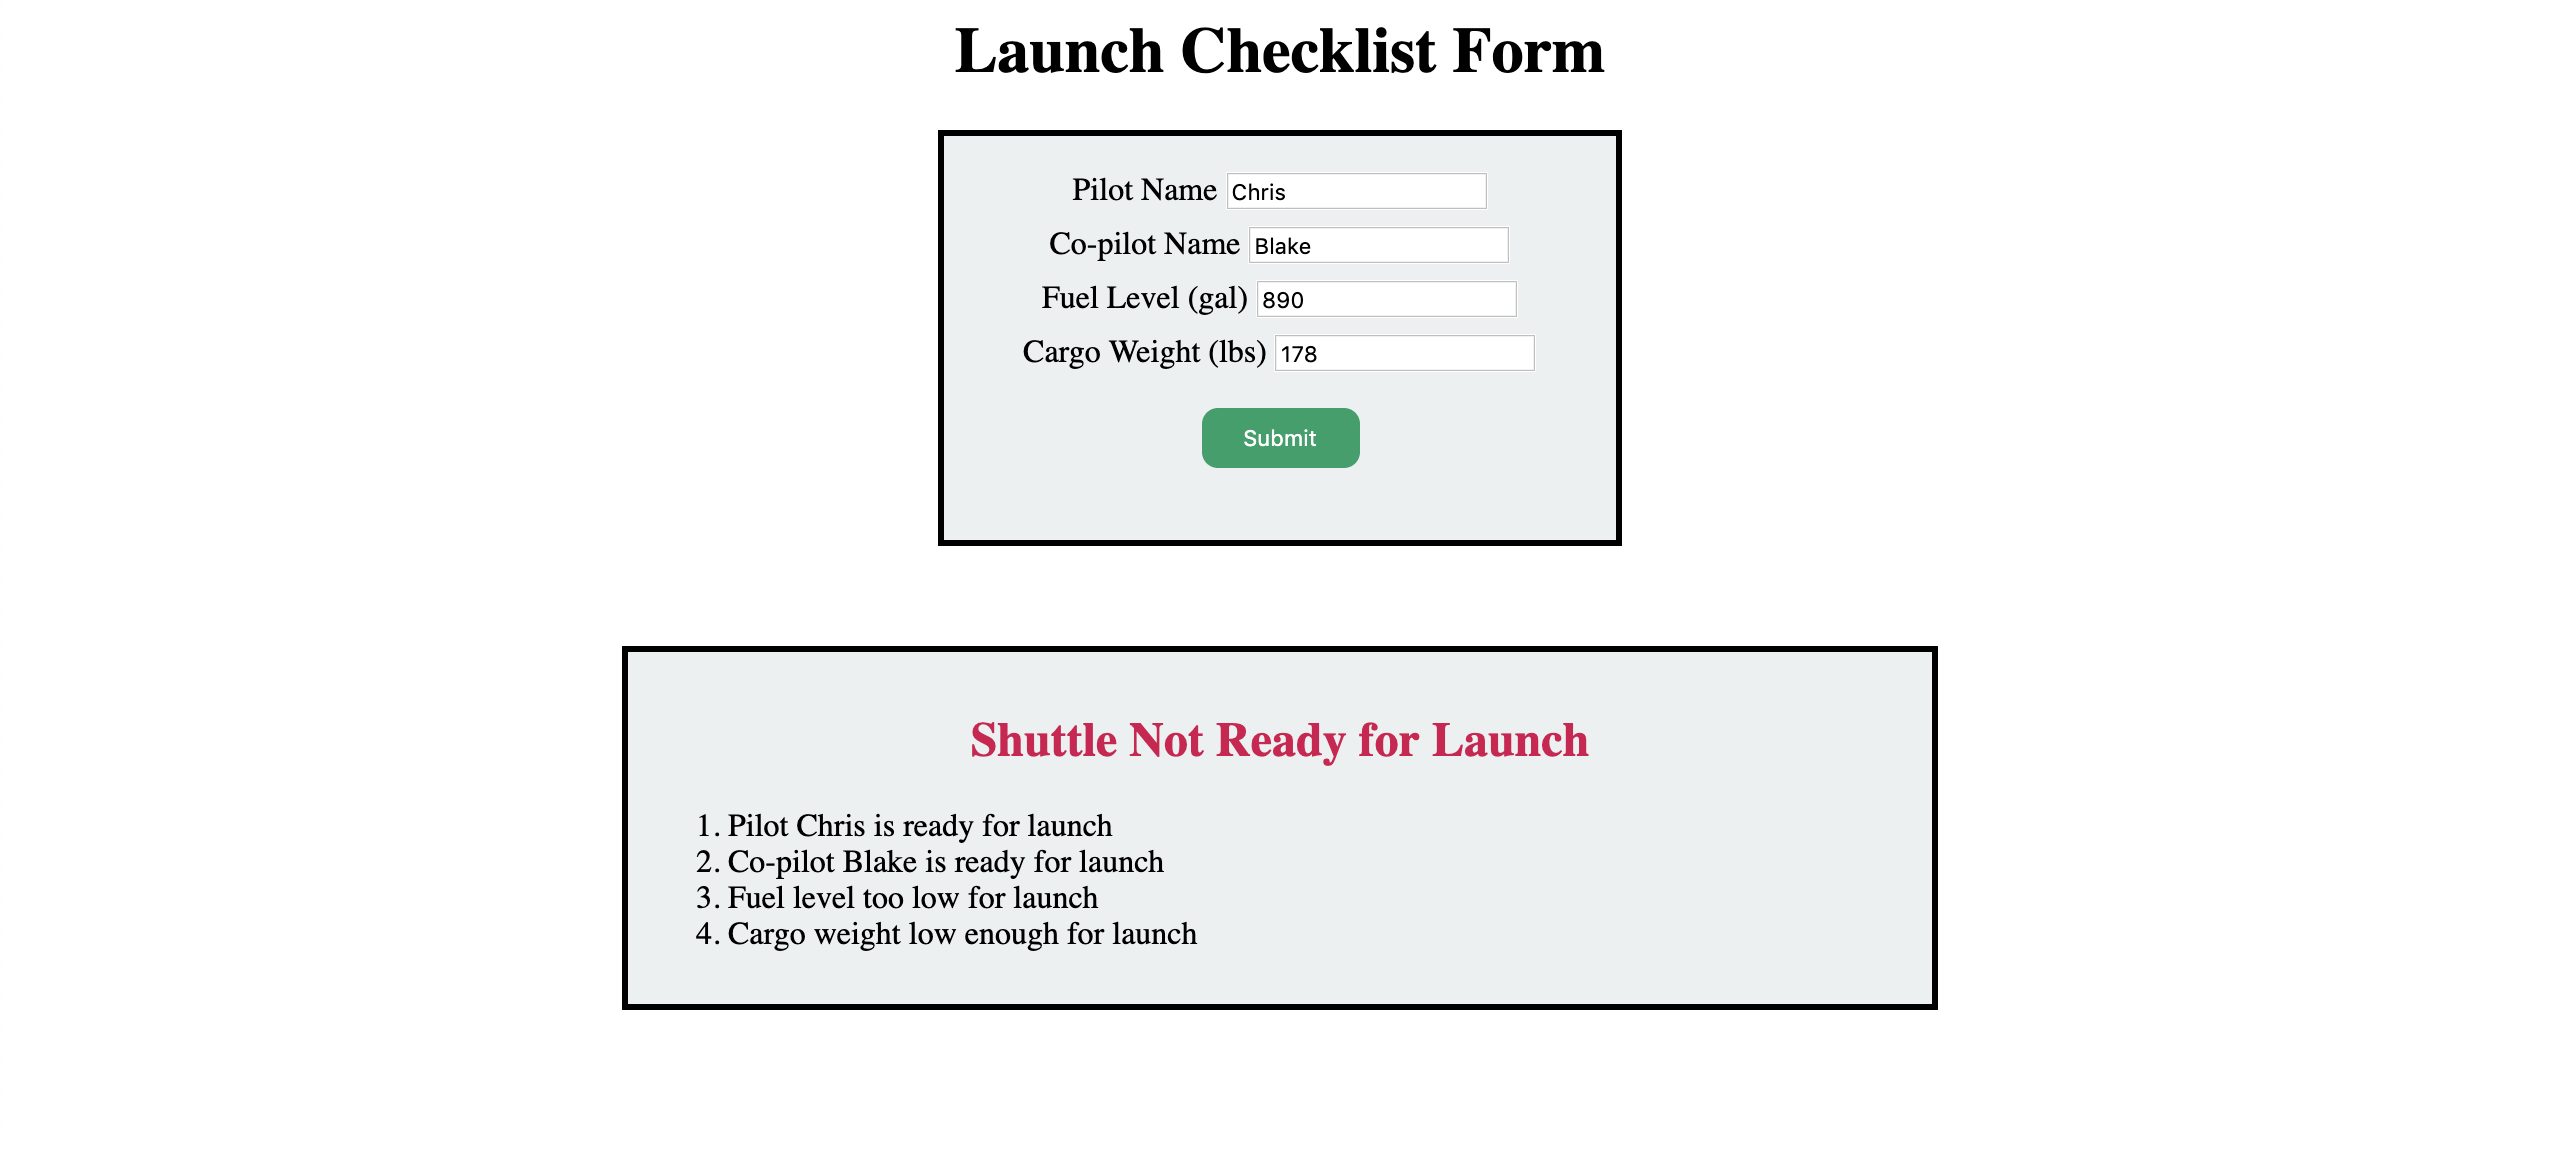 Launch Checklist Form
Pilot Name Chris
Co-pilot Name Blake
Fuel Level (gal) 890
Cargo Weight (lbs) 178
Submit
Shuttle Not Ready for Launch
1. Pilot Chris is ready for launch
2. Co-pilot Blake is ready for launch
3. Fuel level too low for launch
4. Cargo weight low enough for launch